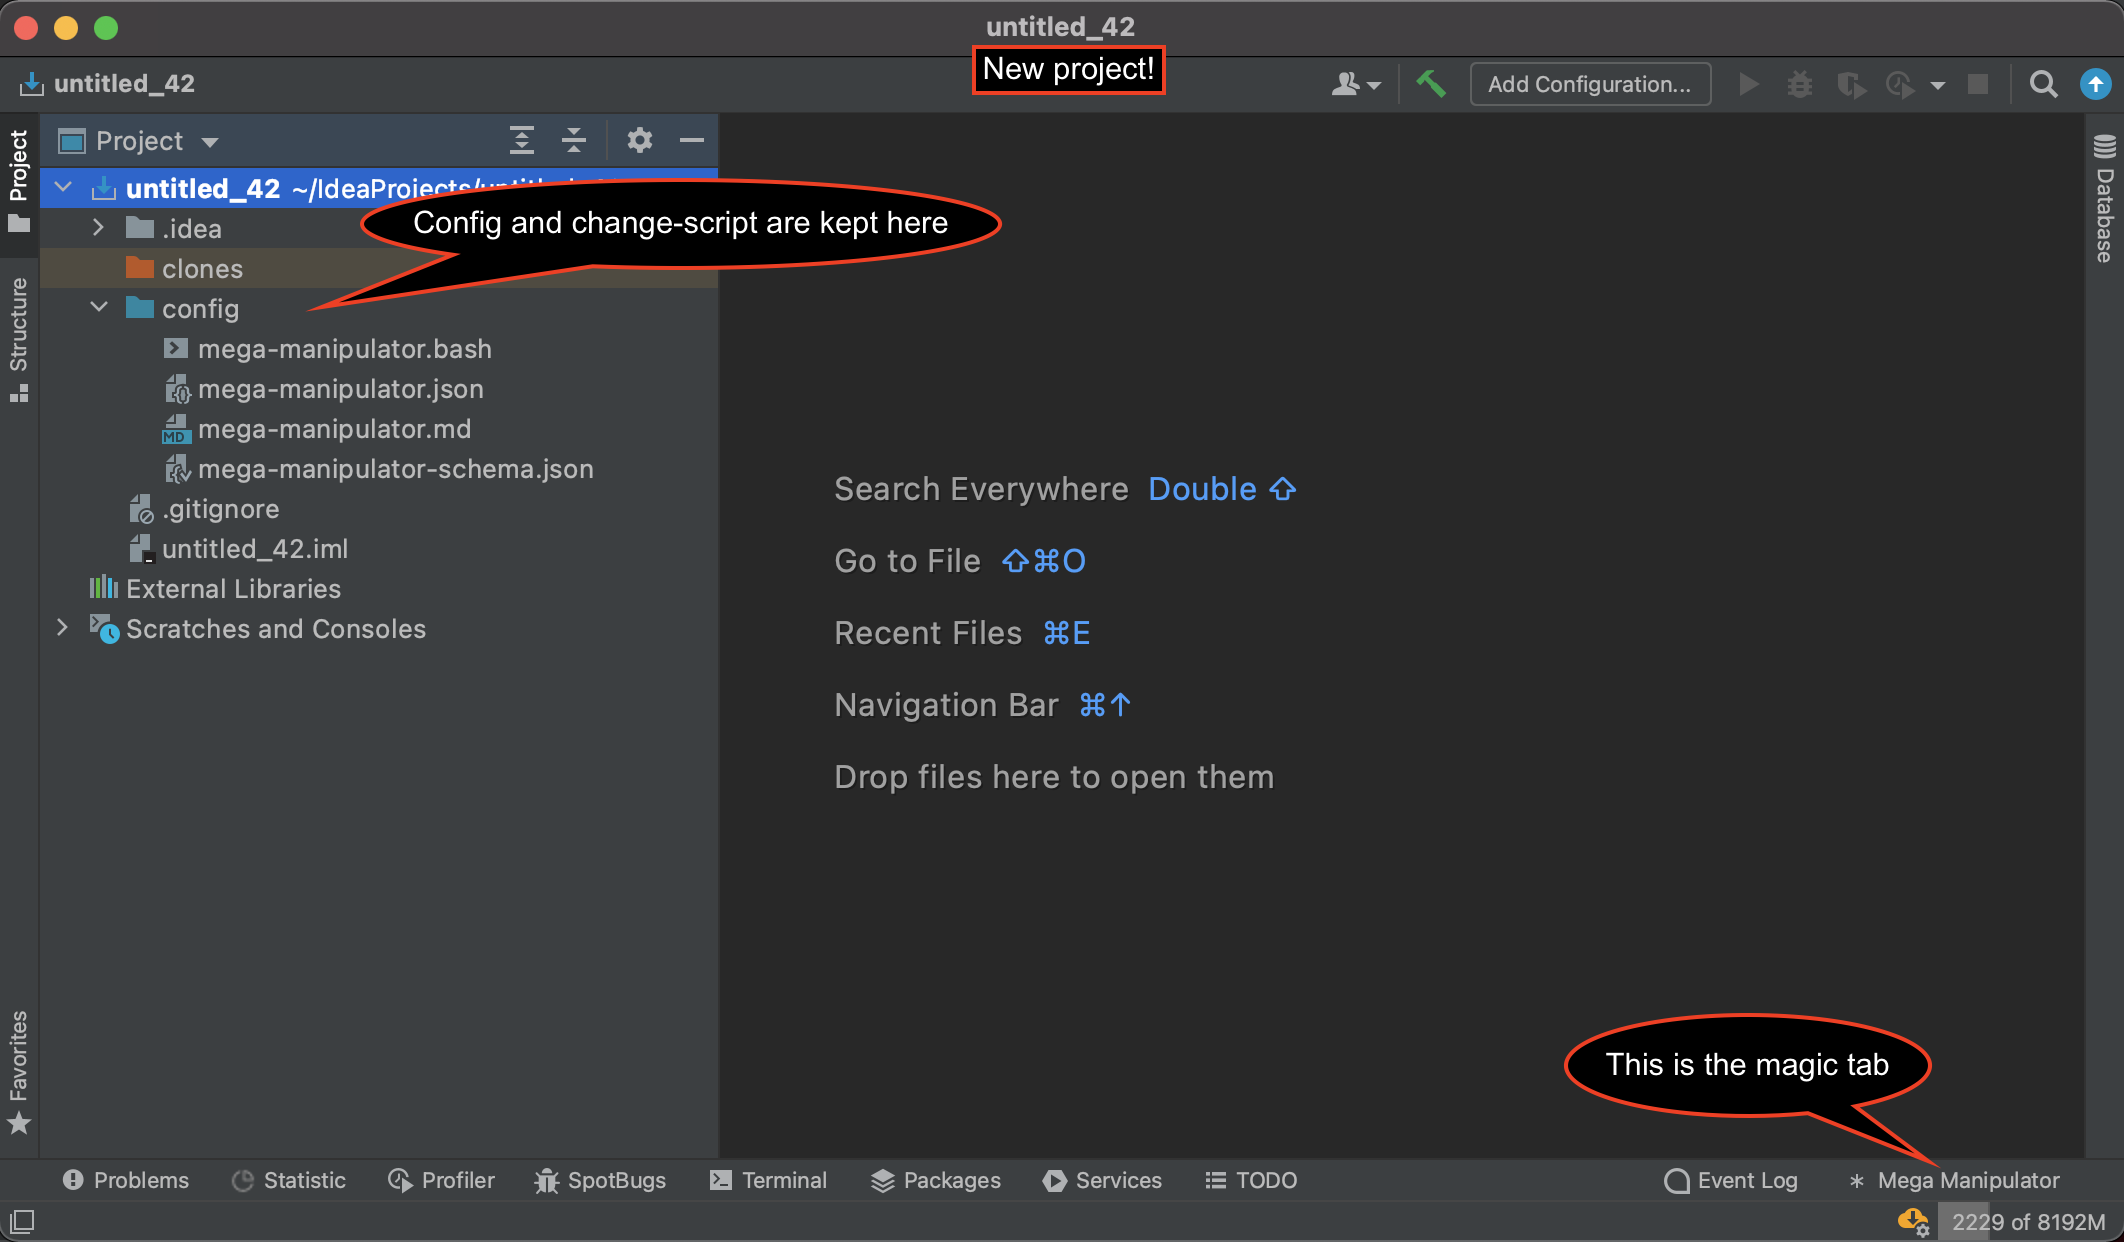 untitled_42
New project!
untitled_42
Add Configuration...
Project
Project
Structure
Favorites
untitled_42 ~/IdeaProjects/
Config and change-script are kept here
.idea
clones
config
mega-manipulator.bash
mega-manipulator.json
MD mega-manipulator.md
mega-manipulator-schema.json
.gitignore
untitled_42.iml
External Libraries
Scratches and Consoles
Search Everywhere Double ⇧
Go to File ⇧⌘O
Recent Files ⌘E
Navigation Bar ⌘↑
Drop files here to open them
Database
This is the magic tab
Problems Statistic Profiler SpotBugs Terminal Packages Services TODO Event Log Mega Manipulator
2229 of 8192M